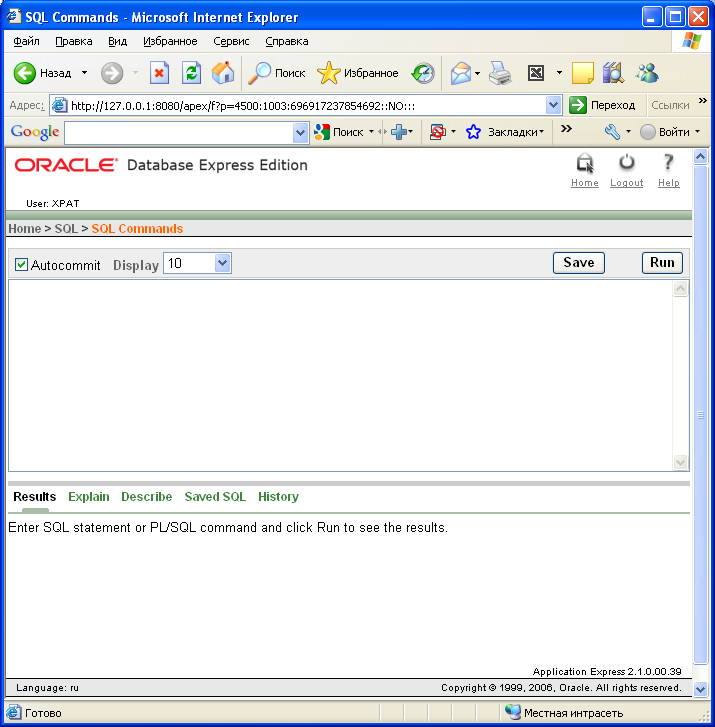 SQL Commands - Microsoft Internet Explorer
Файл Правка Вид Избранное Сервис Справка
Назад Поиск Избранное
Адрес: http://127.0.0.1:8080/apex/f?p=4500:1003:696917237854692::NO::: Переход Ссылки »
Google Поиск Закладки » Войти
ORACLE Database Express Edition
Home Logout Help
User: XPAT
Home > SQL > SQL Commands
Autocommit Display 10 Save Run
Results Explain Describe Saved SQL History
Enter SQL statement or PL/SQL command and click Run to see the results.
Application Express 2.1.0.00.39
Language: ru Copyright © 1999, 2006, Oracle. All rights reserved.
Готово Местная интрасеть